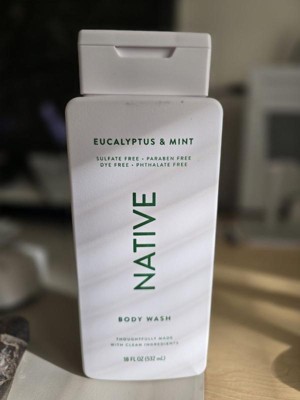 EUCALYPTUS & MINT
SULFATE FREE • PARABEN FREE
DYE FREE • PHTHALATE FREE
NATIVE
BODY WASH
THOUGHTFULLY MADE
WITH CLEAN INGREDIENTS
18 FL OZ (532 mL)